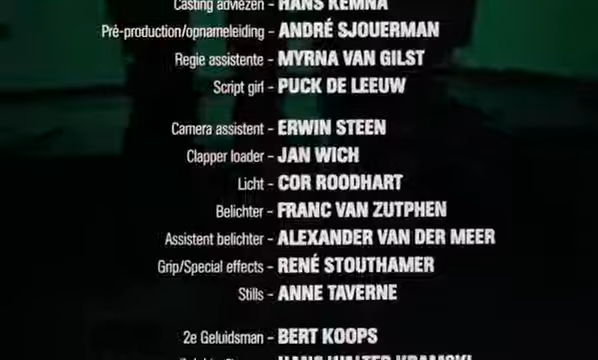 Casting adviezen - HANS KEMNA
Pré-production/opnameleiding - ANDRÉ SJOUERMAN
Regie assistente - MYRNA VAN GILST
Script girl - PUCK DE LEEUW
Camera assistent - ERWIN STEEN
Clapper loader - JAN WICH
Licht - COR ROODHART
Belichter - FRANC VAN ZUTPHEN
Assistent belichter - ALEXANDER VAN DER MEER
Grip/Special effects - RENÉ STOUTHAMER
Stills - ANNE TAVERNE
2e Geluidsman - BERT KOOPS